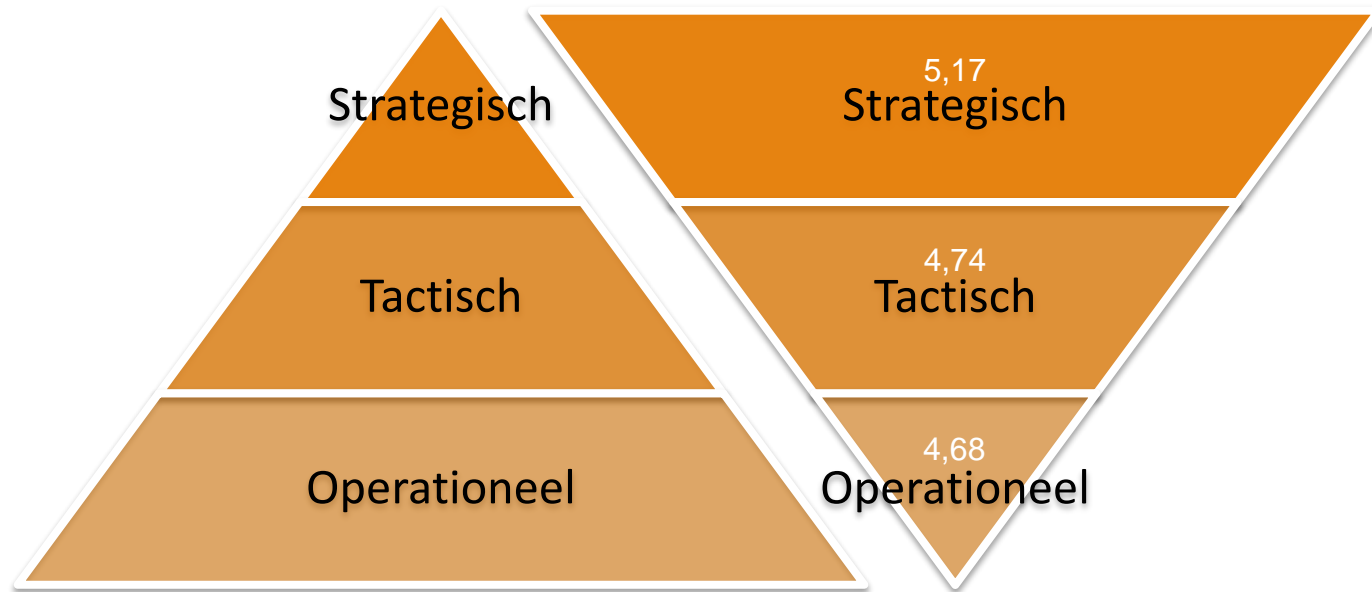 Strategisch
Tactisch
Operationeel
5,17
Strategisch
4,74
Tactisch
4,68
Operationeel